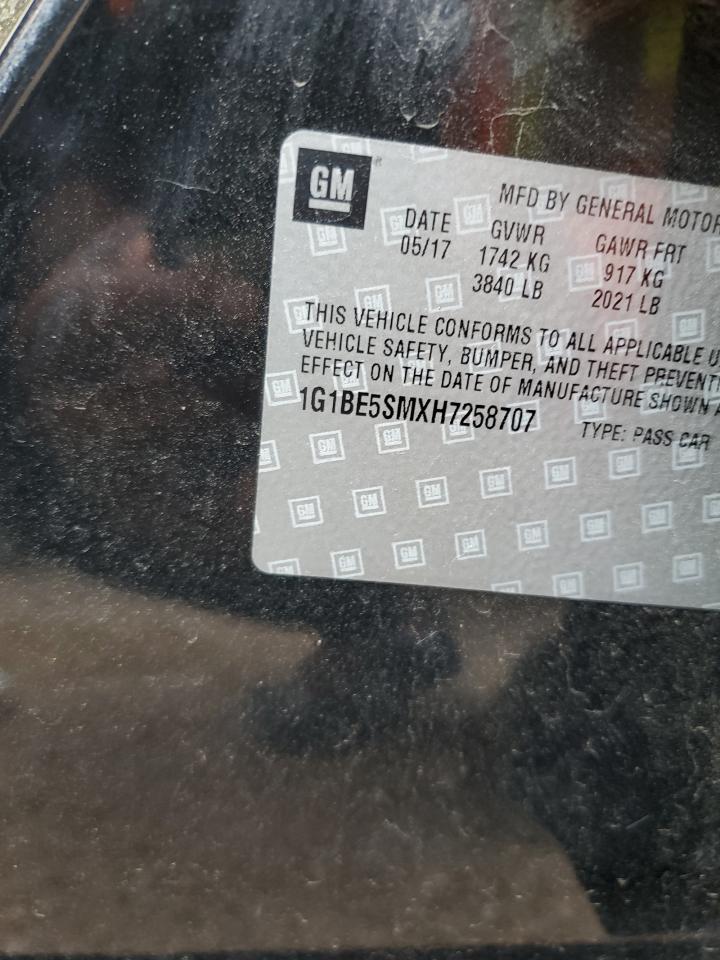 GM
MFD BY GENERAL MOTOR
DATE GVWR GAWR FRT
05/17 1742 KG 917 KG
3840 LB 2021 LB
THIS VEHICLE CONFORMS TO ALL APPLICABLE U
VEHICLE SAFETY, BUMPER, AND THEFT PREVENT
EFFECT ON THE DATE OF MANUFACTURE SHOWN A
1G1BE5SMXH7258707 TYPE: PASS CAR